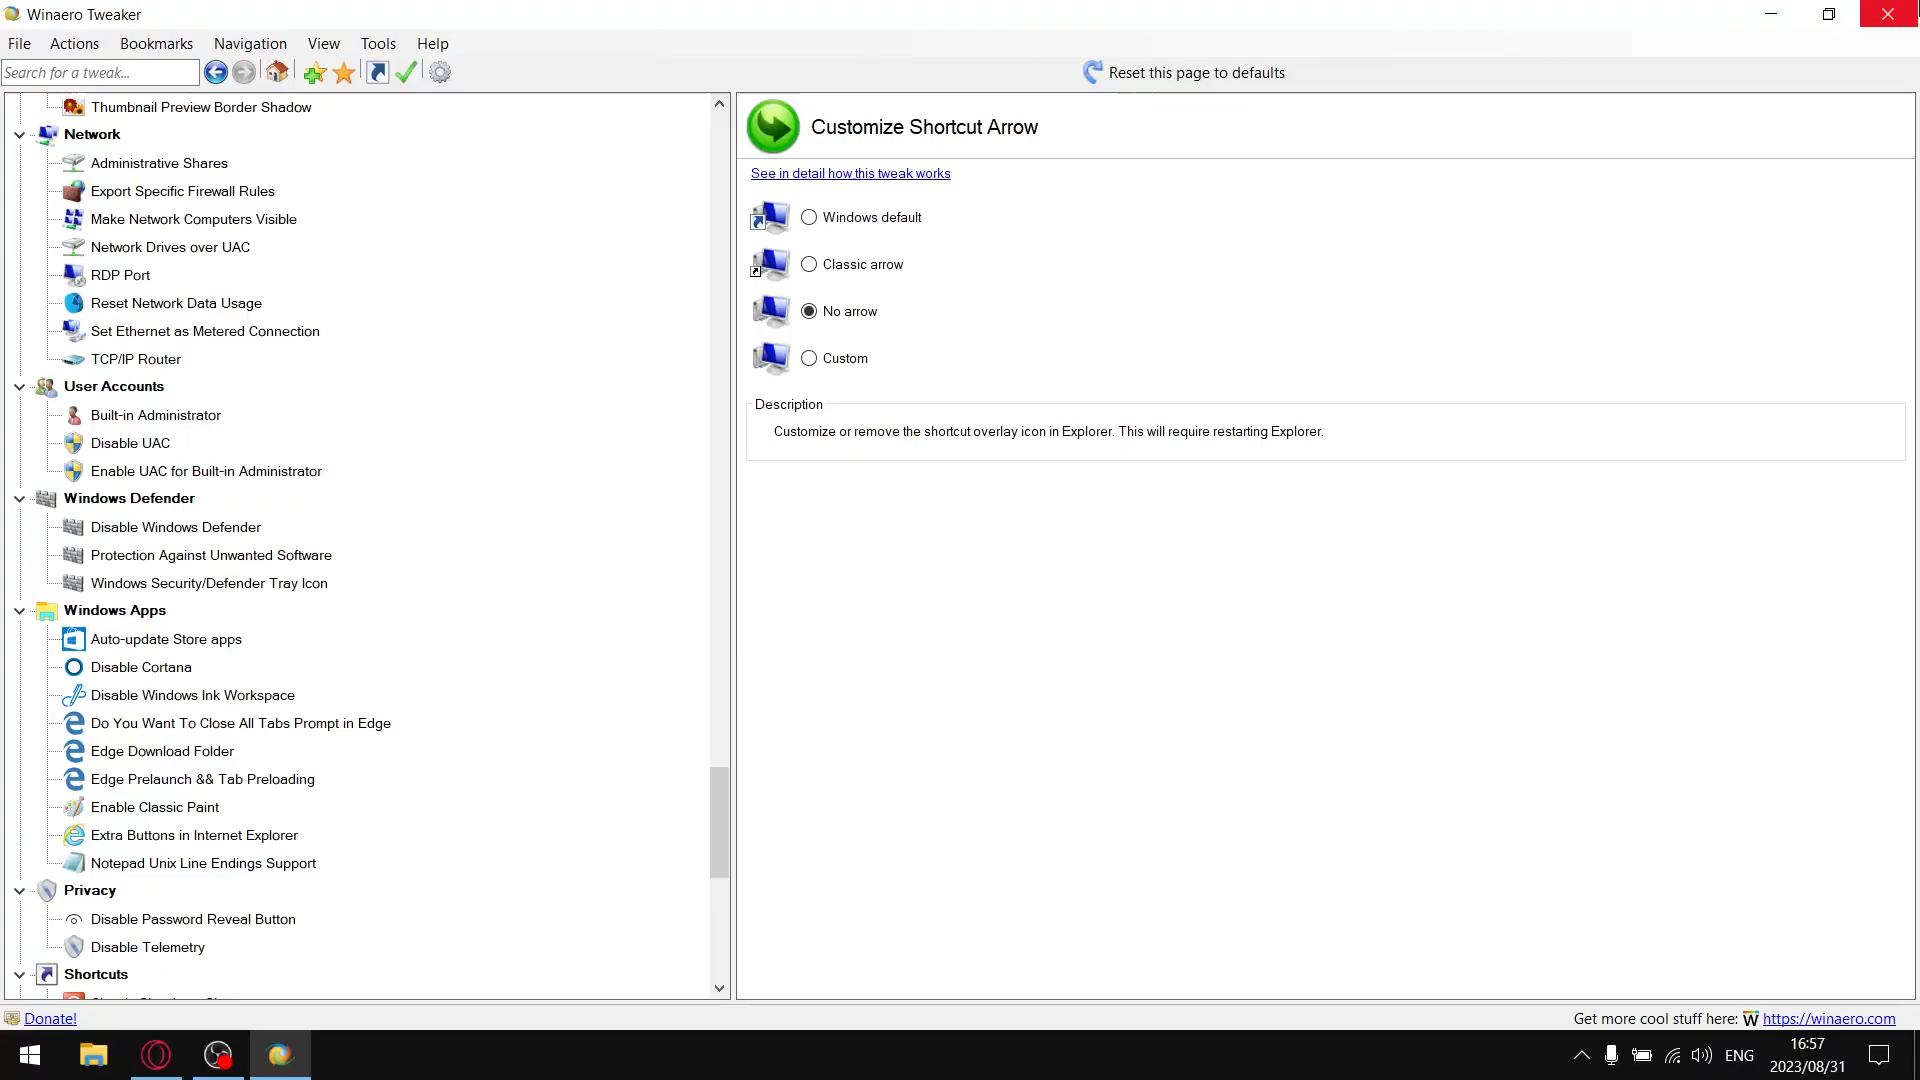 Winaero Tweaker
File Actions Bookmarks Navigation View Tools Help
Search for a tweak...
Reset this page to defaults
Thumbnail Preview Border Shadow
Network
Administrative Shares
Export Specific Firewall Rules
Make Network Computers Visible
Network Drives over UAC
RDP Port
Reset Network Data Usage
Set Ethernet as Metered Connection
TCP/IP Router
User Accounts
Built-in Administrator
Disable UAC
Enable UAC for Built-in Administrator
Windows Defender
Disable Windows Defender
Protection Against Unwanted Software
Windows Security/Defender Tray Icon
Windows Apps
Auto-update Store apps
Disable Cortana
Disable Windows Ink Workspace
Do You Want To Close All Tabs Prompt in Edge
Edge Download Folder
Edge Prelaunch && Tab Preloading
Enable Classic Paint
Extra Buttons in Internet Explorer
Notepad Unix Line Endings Support
Privacy
Disable Password Reveal Button
Disable Telemetry
Shortcuts
Customize Shortcut Arrow
See in detail how this tweak works
Windows default
Classic arrow
No arrow
Custom
Description
Customize or remove the shortcut overlay icon in Explorer. This will require restarting Explorer.
Donate!
Get more cool stuff here: W https://winaero.com
ENG
16:57
2023/08/31